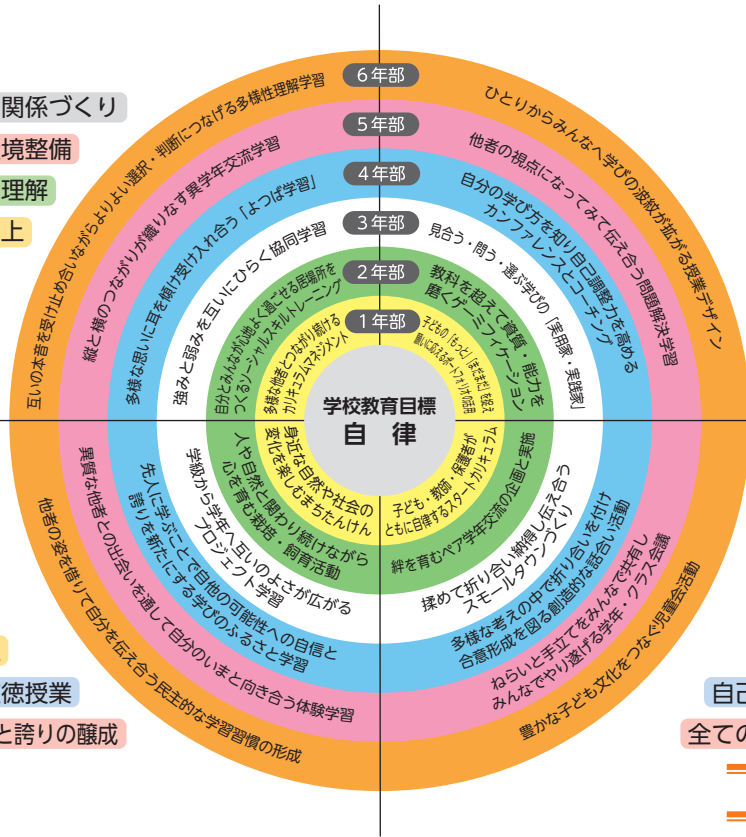 関係づくり
境整備
理解
上
6年部
5年部
4年部
3年部
2年部
1年部
学校教育目標
自 律
互いの本音を受け止め合いながらよりよい選択・判断につなげる多様性理解学習
縦と横のつながりが織りなす異学年交流学習
多様な思いに耳を傾け受け入れ合う「よつば学習」
強みと弱みを互いにひらく協同学習
自分とみんなが心地よく過ごせる居場所を
つくるソーシャルスキルトレーニング
多様な他者とつながり続ける
カリキュラムマネジメント
ひとりからみんなへ学びの波紋が拡がる授業デザイン
他者の視点になってみて伝え合う問題解決学習
自分の学び方を知り自己調整力を高める
カンファレンスとコーチング
見合う・問う・選ぶ学びの「実用家・実践家」
教科を超えて資質・能力を
磨くゲーミフィケーション
子どもの「もっと」「まだまだ」を捉え
願いに応えるポートフォリオの活用
身近な自然や社会の
変化を楽しむまちたんけん
人や自然と関わり続けながら
心を育む栽培・飼育活動
学級から学年へ互いのよさが広がる
プロジェクト学習
先人に学ぶことで自他の可能性への自信と
誇りを新たにする学びのふるさと学習
異質な他者との出会いを通して自分のいまと向き合う体験学習
他者の姿を借りて自分を伝え合う民主的な学習習慣の形成
子ども・教師・保護者が
ともに自律するスタートカリキュラム
絆を育むペア学年交流の企画と実施
揉めて折り合い納得し伝え合う
スモールタウンづくり
多様な考えの中で折り合いを付け
合意形成を図る創造的な話合い活動
ねらいと手立てをみんなで共有し
みんなでやり遂げる学年・クラス会議
豊かな子ども文化をつなぐ児童会活動
徳授業
と誇りの醸成
自己
全ての